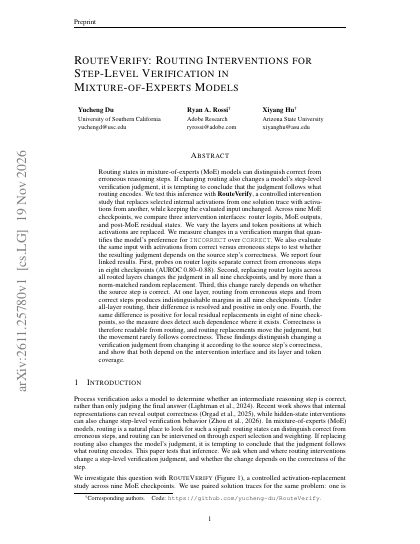 Preprint
ROUTEVERIFY: ROUTING INTERVENTIONS FOR
STEP-LEVEL VERIFICATION IN
MIXTURE-OF-EXPERTS MODELS
Yucheng Du Ryan A. Rossi† Xiyang Hu†
University of Southern California Adobe Research Arizona State University
yuchengd@usc.edu ryrossi@adobe.com xiyanghu@asu.edu
ABSTRACT
Routing states in mixture-of-experts (MoE) models can distinguish correct from
erroneous reasoning steps. If changing routing also changes a model's step-level
verification judgment, it is tempting to conclude that the judgment follows what
routing encodes. We test this inference with RouteVerify, a controlled intervention
study that replaces selected internal activations from one solution trace with activa-
tions from another, while keeping the evaluated input unchanged. Across nine MoE
checkpoints, we compare three intervention interfaces: router logits, MoE outputs,
and post-MoE residual states. We vary the layers and token positions at which
activations are replaced. We measure changes in a verification margin that quan-
tifies the model's preference for INCORRECT over CORRECT. We also evaluate
the same input with activations from correct versus erroneous steps to test whether
the resulting judgment depends on the source step's correctness. We report four
linked results. First, probes on router logits separate correct from erroneous steps
in eight checkpoints (AUROC 0.80–0.88). Second, replacing router logits across
all routed layers changes the judgment in all nine checkpoints, and by more than a
norm-matched random replacement. Third, this change rarely depends on whether
the source step is correct. At one layer, routing from erroneous steps and from
correct steps produces indistinguishable margins in all nine checkpoints. Under
all-layer routing, their difference is resolved and positive in only one. Fourth, the
same difference is positive for local residual replacements in eight of nine check-
points, so the measure does detect such dependence where it exists. Correctness is
therefore readable from routing, and routing replacements move the judgment, but
the movement rarely follows correctness. These findings distinguish changing a
verification judgment from changing it according to the source step's correctness,
and show that both depend on the intervention interface and its layer and token
coverage.
1 INTRODUCTION
Process verification asks a model to determine whether an intermediate reasoning step is correct,
rather than only judging the final answer (Lightman et al., 2024). Recent work shows that internal
representations can reveal output correctness (Orgad et al., 2025), while hidden-state interventions
can also change step-level verification behavior (Zhou et al., 2026). In mixture-of-experts (MoE)
models, routing is a natural place to look for such a signal: routing states can distinguish correct from
erroneous steps, and routing can be intervened on through expert selection and weighting. If replacing
routing also changes the model's judgment, it is tempting to conclude that the judgment follows
what routing encodes. This paper tests that inference. We ask when and where routing interventions
change a step-level judgment, and whether the change depends on the correctness of the source
step.
We investigate this question with ROUTEVERIFY (Figure 1), a controlled activation-replacement
study across nine MoE checkpoints. We use paired solution traces for the same problem: one is
†Corresponding authors. Code: https://github.com/yucheng-du/RouteVerify.
1
arXiv:2611.25780v1 [cs.LG] 19 Nov 2026